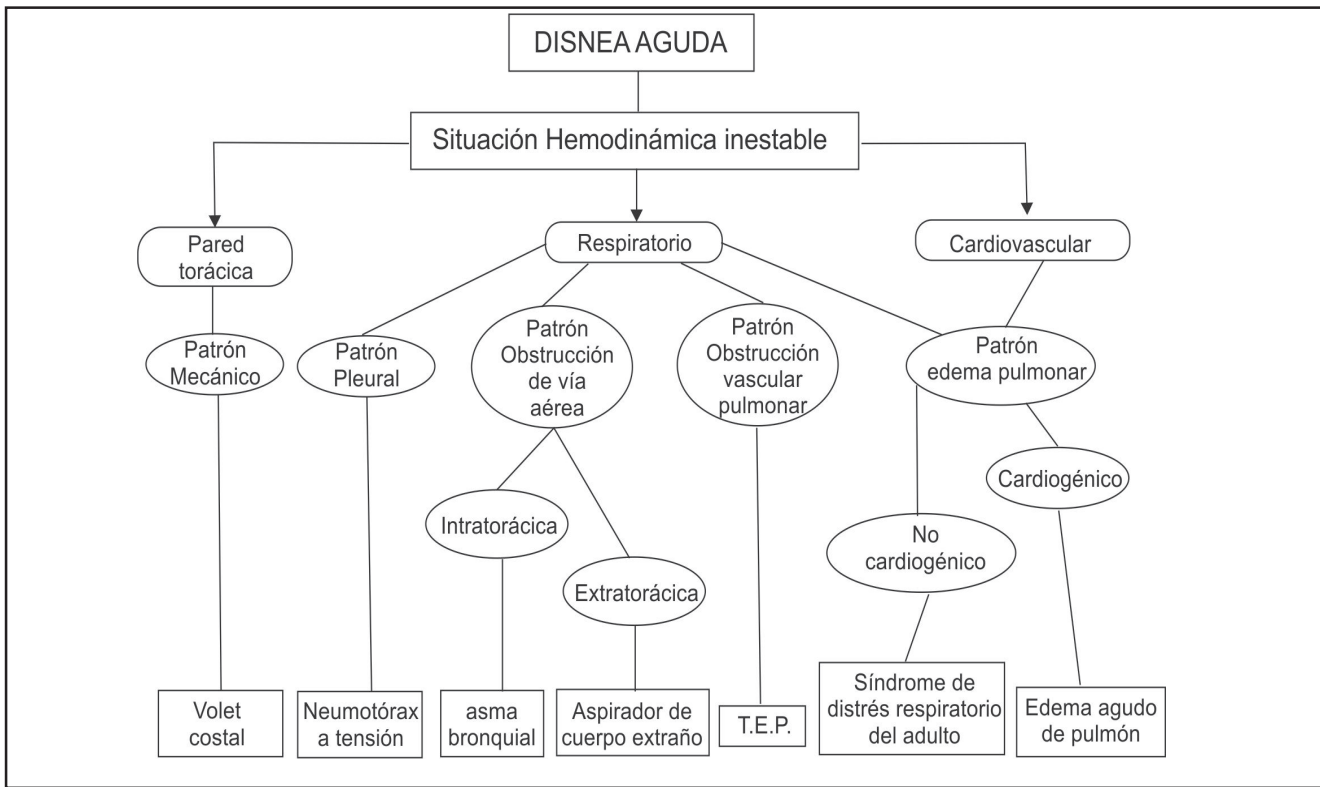 DISNEA AGUDA
Situación Hemodinámica inestable
Pared
torácica
Respiratorio
Cardiovascular
Patrón
Mecánico
Patrón
Pleural
Patrón
Obstrucción
de vía
aérea
Patrón
Obstrucción
vascular
pulmonar
Patrón
edema pulmonar
Intratorácica
Extratorácica
No
cardiogénico
Cardiogénico
Volet
costal
Neumotórax
a tensión
asma
bronquial
Aspirador de
cuerpo extraño
T.E.P.
Síndrome de
distrés respiratorio
del adulto
Edema agudo
de pulmón